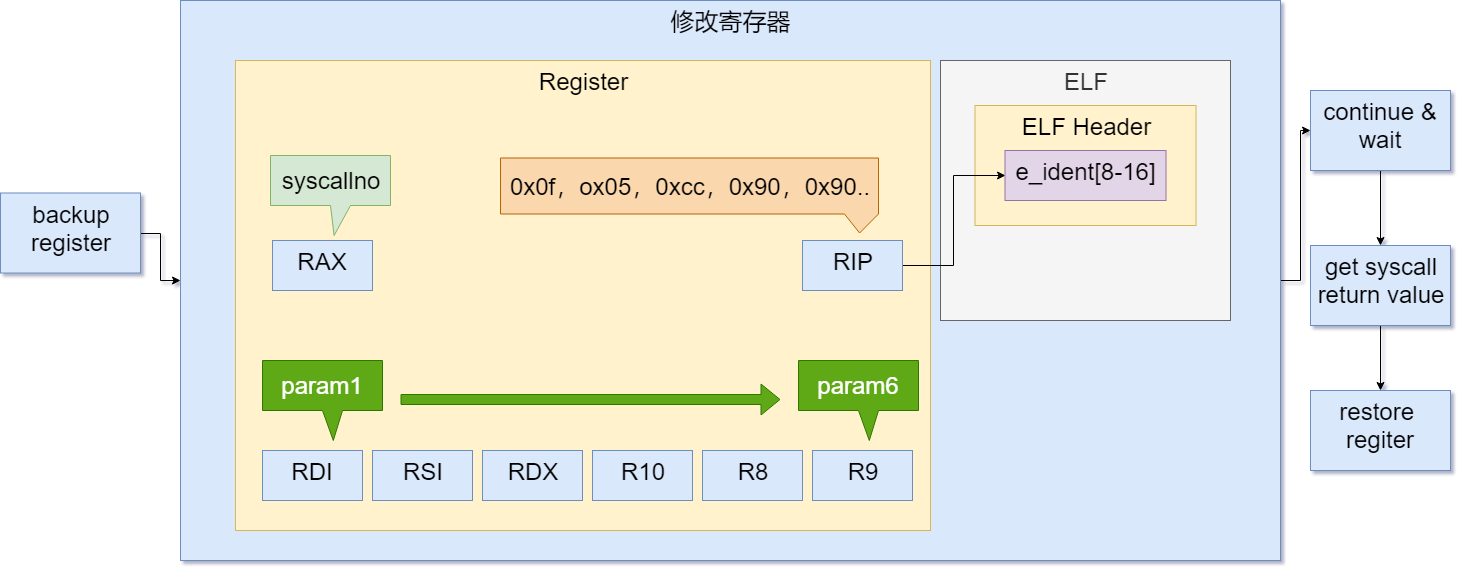 修改寄存器
Register
ELF
ELF Header
e_ident[8-16]
syscallno
0x0f，ox05，0xcc，0x90，0x90..
RAX
RIP
backup
register
param1
param6
RDI
RSI
RDX
R10
R8
R9
continue &
wait
get syscall
return value
restore
regiter